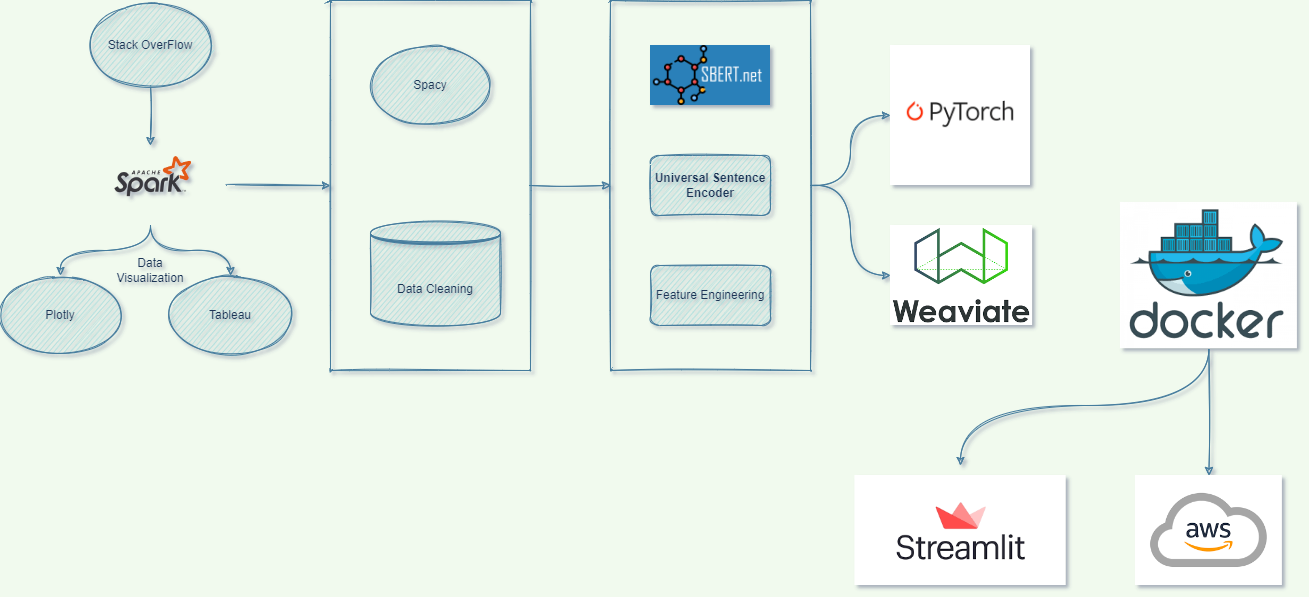 Stack OverFlow
APACHE
Spark
Data
Visualization
Plotly
Tableau
Spacy
Data Cleaning
SBERT.net
Universal Sentence
Encoder
Feature Engineering
PyTorch
Weaviate
docker
Streamlit
aws